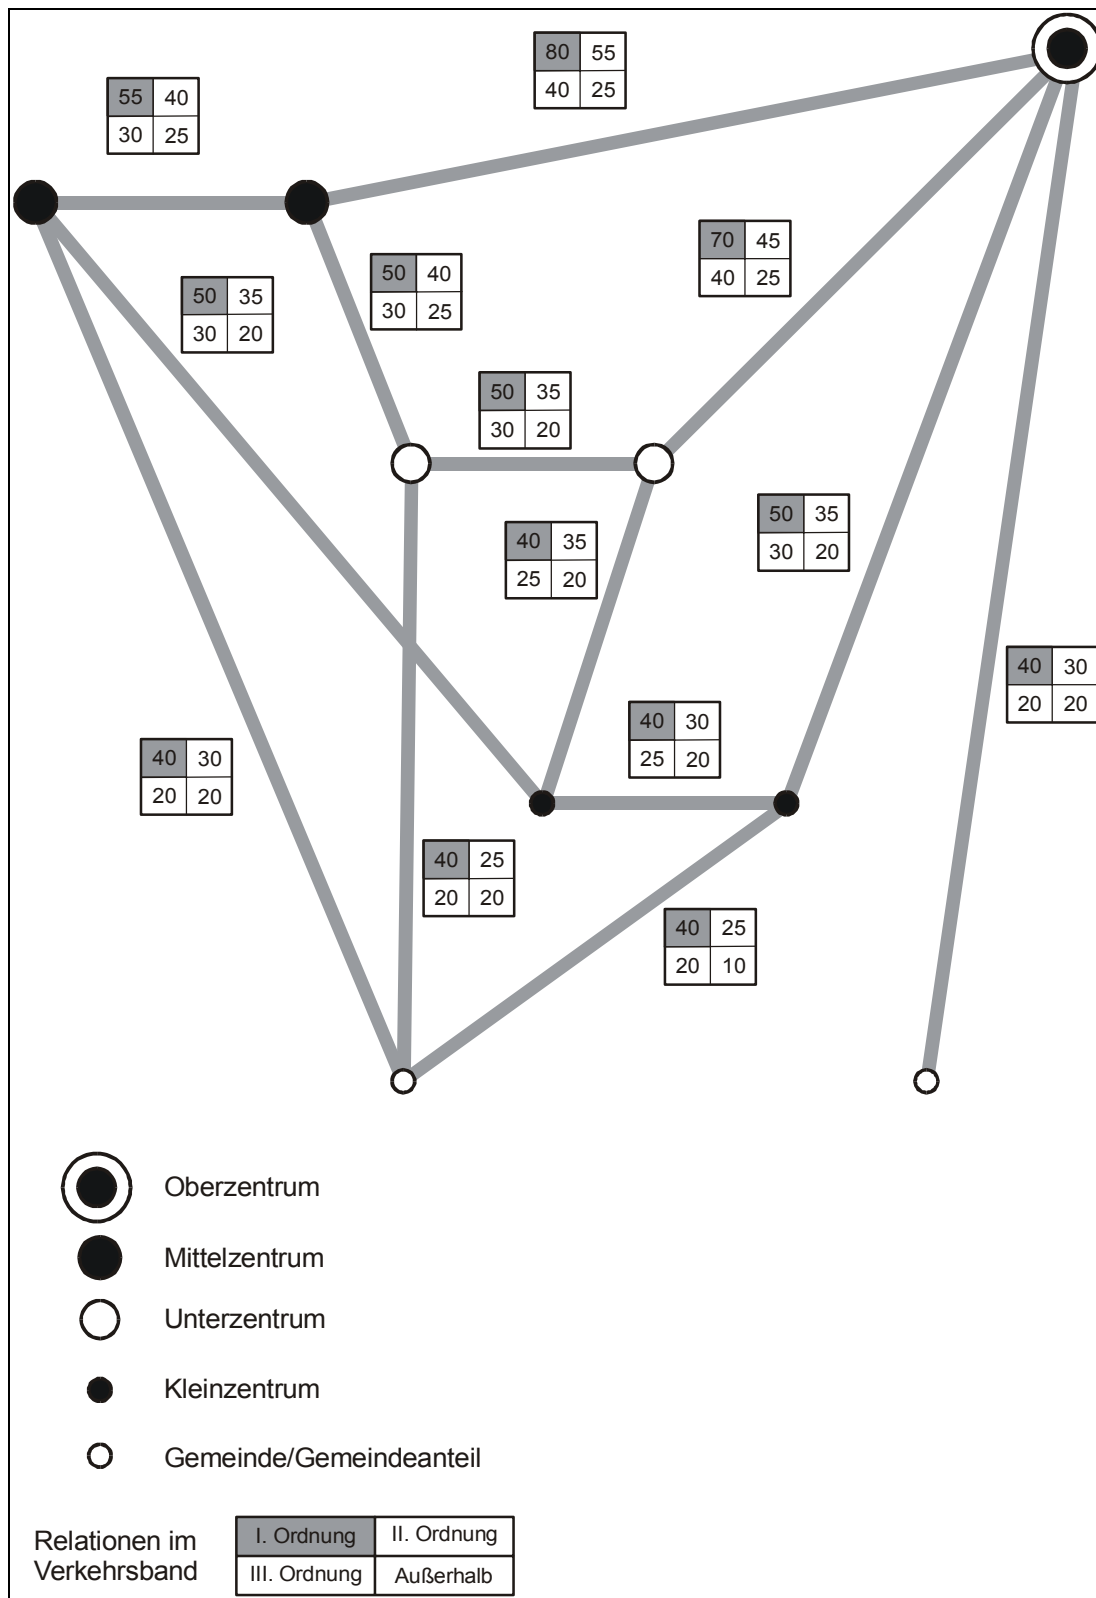 80 55
40 25
55 40
30 25
70 45
40 25
50 40
30 25
50 35
30 20
50 35
30 20
50 35
30 20
40 35
25 20
40 30
20 20
40 30
25 20
40 30
20 20
40 25
20 20
40 25
20 10
Oberzentrum
Mittelzentrum
Unterzentrum
Kleinzentrum
Gemeinde/Gemeindeanteil
Relationen im
Verkehrsband
I. Ordnung II. Ordnung
III. Ordnung Außerhalb